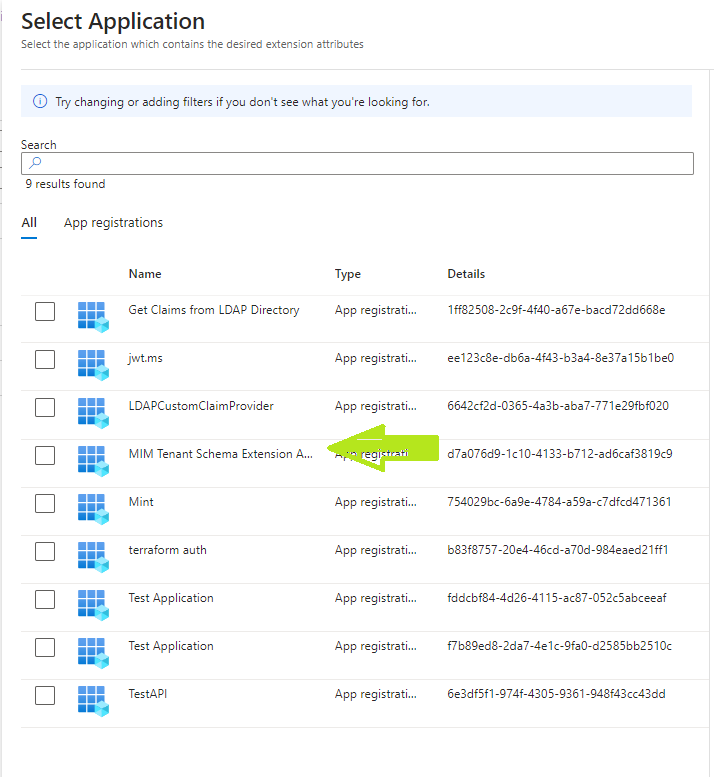 Select Application
Select the application which contains the desired extension attributes
Try changing or adding filters if you don't see what you're looking for.
Search
9 results found
All App registrations
Name Type Details
Get Claims from LDAP Directory App registrati... 1ff82508-2c9f-4f40-a67e-bacd72dd668e
jwt.ms App registrati... ee123c8e-db6a-4f43-b3a4-8e37a15b1be0
LDAPCustomClaimProvider App registrati... 6642cf2d-0365-4a3b-aba7-771e29fbf020
MIM Tenant Schema Extension A... App registrati... d7a076d9-1c10-4133-b712-ad6caf3819c9
Mint App registrati... 754029bc-6a9e-4784-a59a-c7dfcd471361
terraform auth App registrati... b83f8757-20e4-46cd-a70d-984eaed21ff1
Test Application App registrati... fddcbf84-4d26-4115-ac87-052c5abceeaf
Test Application App registrati... f7b89ed8-2da7-4e1c-9fa0-d2585bb2510c
TestAPI App registrati... 6e3df5f1-974f-4305-9361-948f43cc43dd